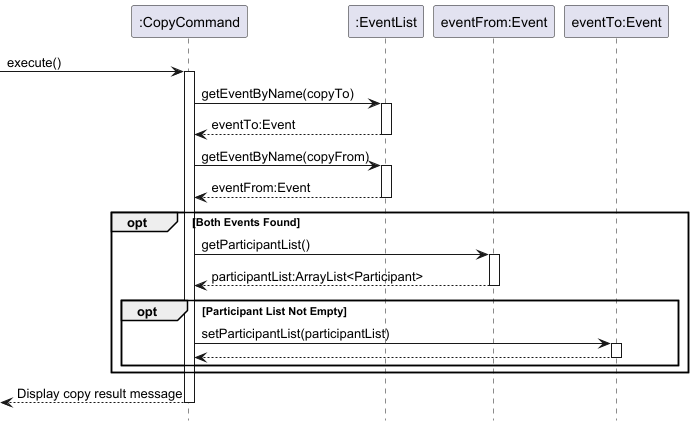 :CopyCommand
:EventList
eventFrom:Event
eventTo:Event
execute()
getEventByName(copyTo)
eventTo:Event
getEventByName(copyFrom)
eventFrom:Event
opt [Both Events Found]
getParticipantList()
participantList:ArrayList<Participant>
opt [Participant List Not Empty]
setParticipantList(participantList)
Display copy result message